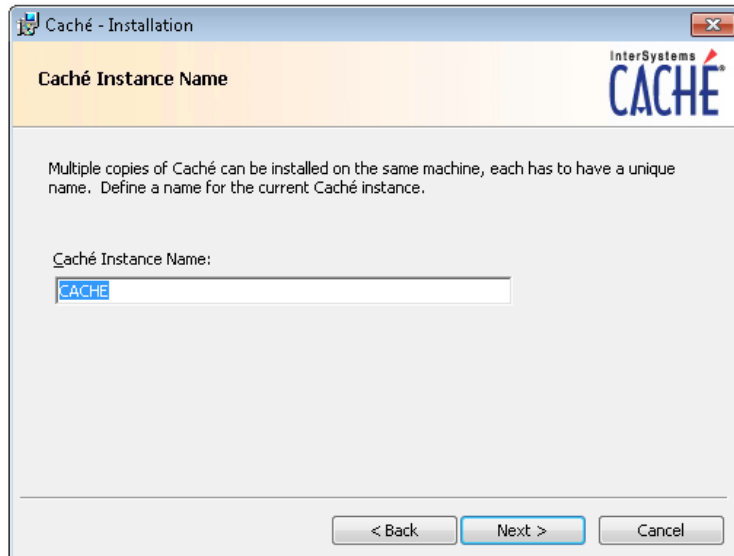 Caché - Installation
InterSystems
CACHÉ®
Caché Instance Name
Multiple copies of Caché can be installed on the same machine, each has to have a unique
name. Define a name for the current Caché instance.
Caché Instance Name:
CACHE
< Back
Next >
Cancel